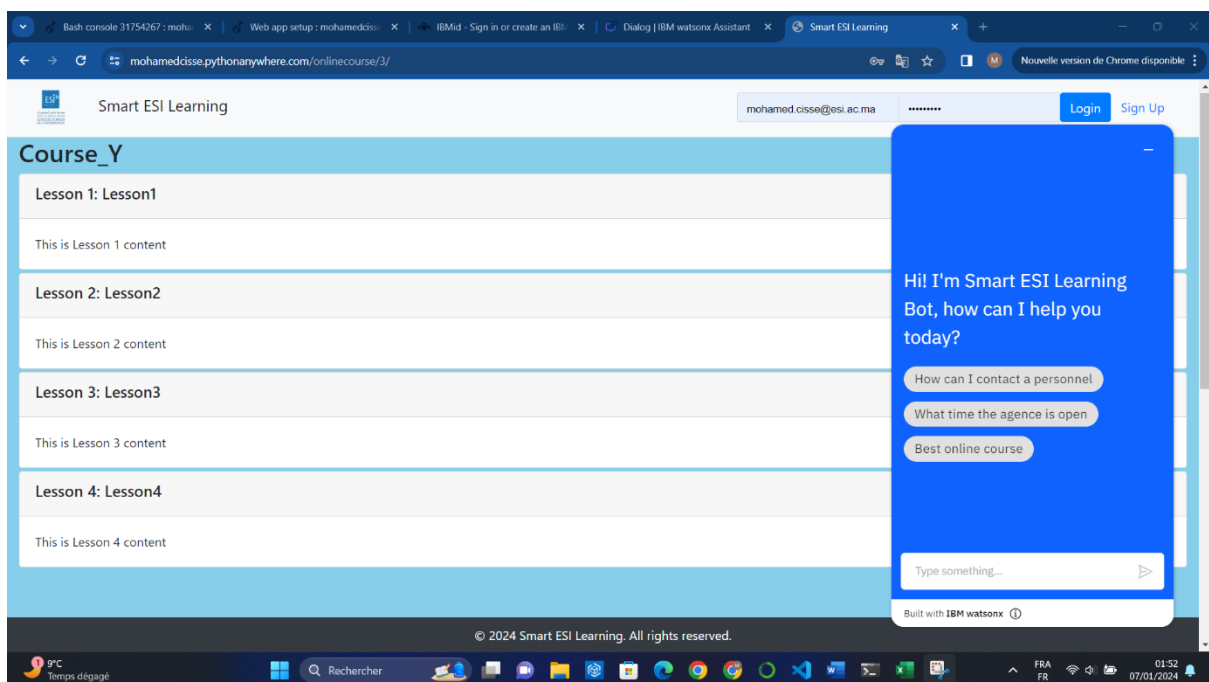 Bash console 31754267 : moha
Web app setup : mohamedciss
IBMid - Sign in or create an IB
Dialog | IBM watsonx Assistant
Smart ESI Learning
mohamedcisse.pythonanywhere.com/onlinecourse/3/
M
Nouvelle version de Chrome disponible
ESI
Smart ESI Learning
mohamed.cisse@esi.ac.ma
•••••••••
Login
Sign Up
Course_Y
Lesson 1: Lesson1
This is Lesson 1 content
Lesson 2: Lesson2
This is Lesson 2 content
Lesson 3: Lesson3
This is Lesson 3 content
Lesson 4: Lesson4
This is Lesson 4 content
Hi! I'm Smart ESI Learning
Bot, how can I help you
today?
How can I contact a personnel
What time the agence is open
Best online course
Type something...
Built with IBM watsonx
© 2024 Smart ESI Learning. All rights reserved.
1
9°C
Temps dégagé
Rechercher
FRA
FR
01:52
07/01/2024